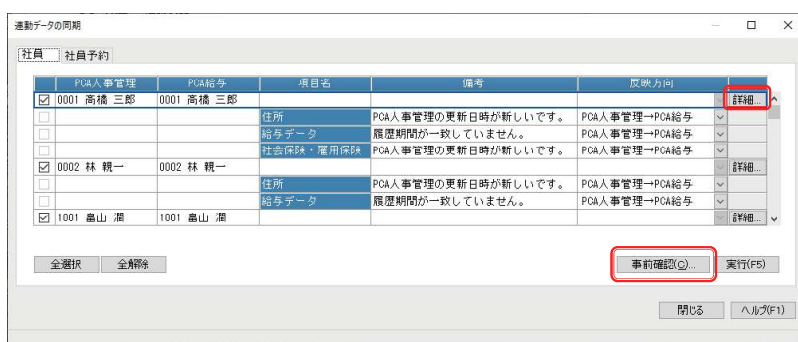 連動データの同期
社員 社員予約
PCA人事管理 PCA給与 項目名 備考 反映方向
0001 高橋 三郎 0001 高橋 三郎 詳細...
住所 PCA人事管理の更新日時が新しいです。 PCA人事管理→PCA給与
給与データ 履歴期間が一致していません。 PCA人事管理→PCA給与
社会保険・雇用保険 PCA人事管理の更新日時が新しいです。 PCA人事管理→PCA給与
0002 林 親一 0002 林 親一 詳細...
住所 PCA人事管理の更新日時が新しいです。 PCA人事管理→PCA給与
給与データ 履歴期間が一致していません。 PCA人事管理→PCA給与
1001 畠山 潤 1001 畠山 潤 詳細...
全選択 全解除 事前確認(C)... 実行(F5)
閉じる ヘルプ(F1)